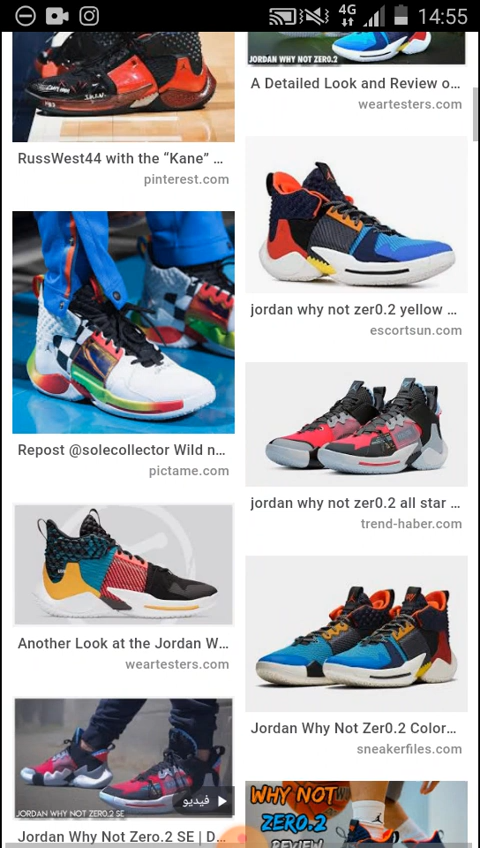 4G
14:55
RussWest44 with the “Kane” ...
pinterest.com
Repost @solecollector Wild n...
pictame.com
Another Look at the Jordan W...
weartesters.com
فيديو
JORDAN WHY NOT ZERO.2 SE
Jordan Why Not Zero.2 SE | D...
JORDAN WHY NOT ZERO.2
A Detailed Look and Review o...
weartesters.com
jordan why not zer0.2 yellow ...
escortsun.com
jordan why not zer0.2 all star ...
trend-haber.com
Jordan Why Not Zer0.2 Color...
sneakerfiles.com
WHY NOT
ZERO.2
REVIEW